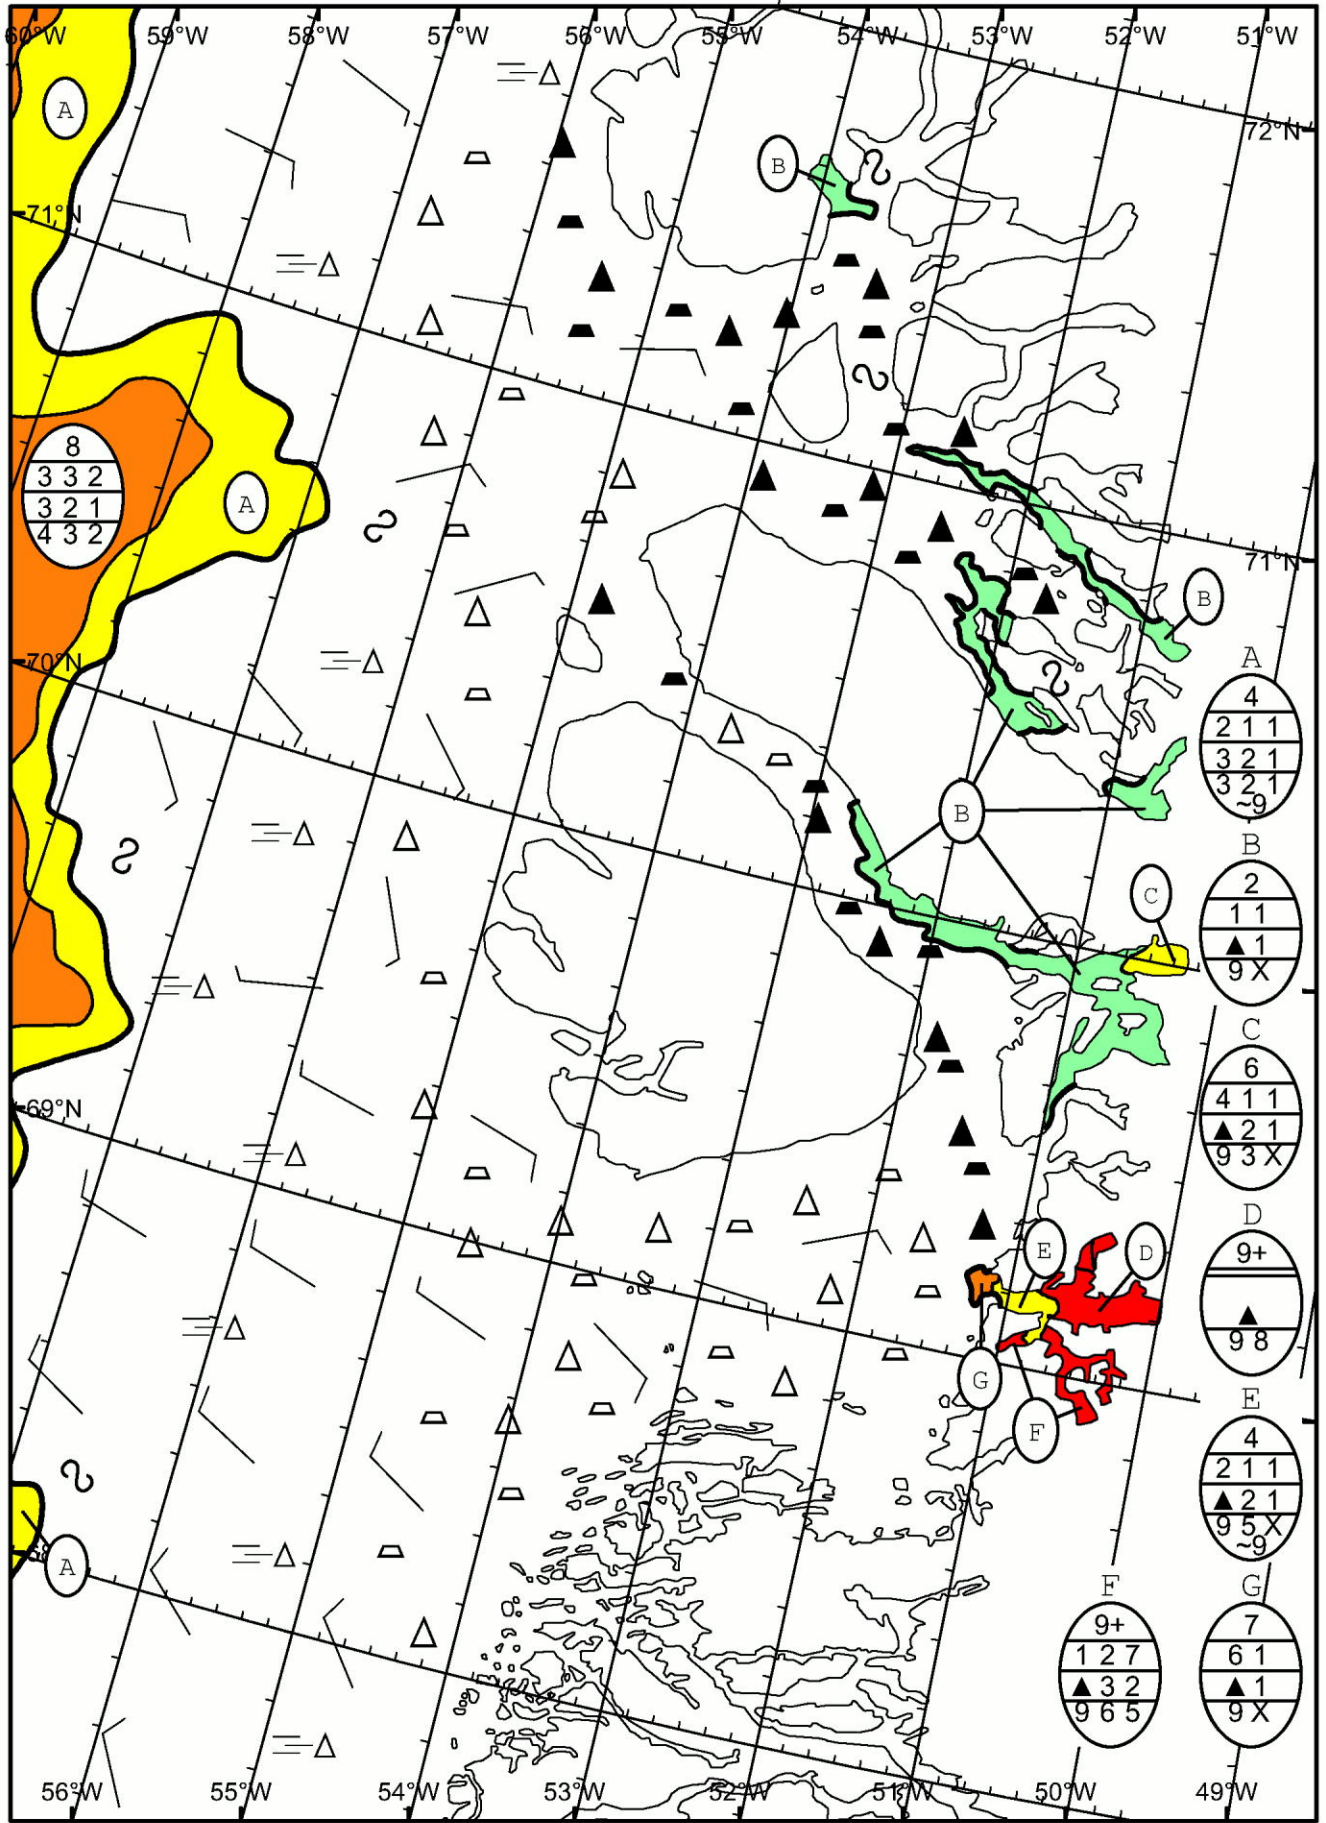 60°W 59°W 58°W 57°W 56°W 55°W 54°W 53°W 52°W 51°W
A
72°N
B
71°N
8
3 3 2
3 2 1
4 3 2
A
71°N
B
70°N
A
4
2 1 1
3 2 1
3 2 1
~9
B
B
2
1 1
▲ 1
9 X
C
C
6
4 1 1
▲ 2 1
9 3 X
69°N
D
9+
▲
9 8
E
D
G
F
E
4
2 1 1
▲ 2 1
9 5 X
~9
A
F
9+
1 2 7
▲ 3 2
9 6 5
G
7
6 1
▲ 1
9 X
56°W 55°W 54°W 53°W 52°W 51°W 50°W 49°W